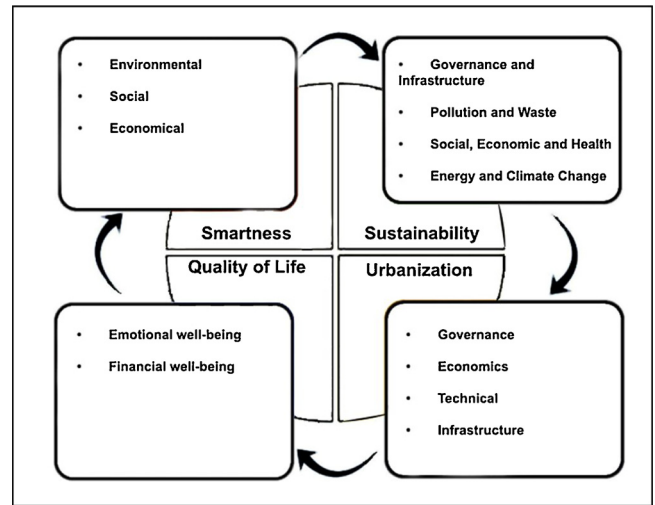 • Environmental
• Social
• Economical
• Governance and
Infrastructure
• Pollution and Waste
• Social, Economic and Health
• Energy and Climate Change
Smartness
Sustainability
Quality of Life
Urbanization
• Emotional well-being
• Financial well-being
• Governance
• Economics
• Technical
• Infrastructure